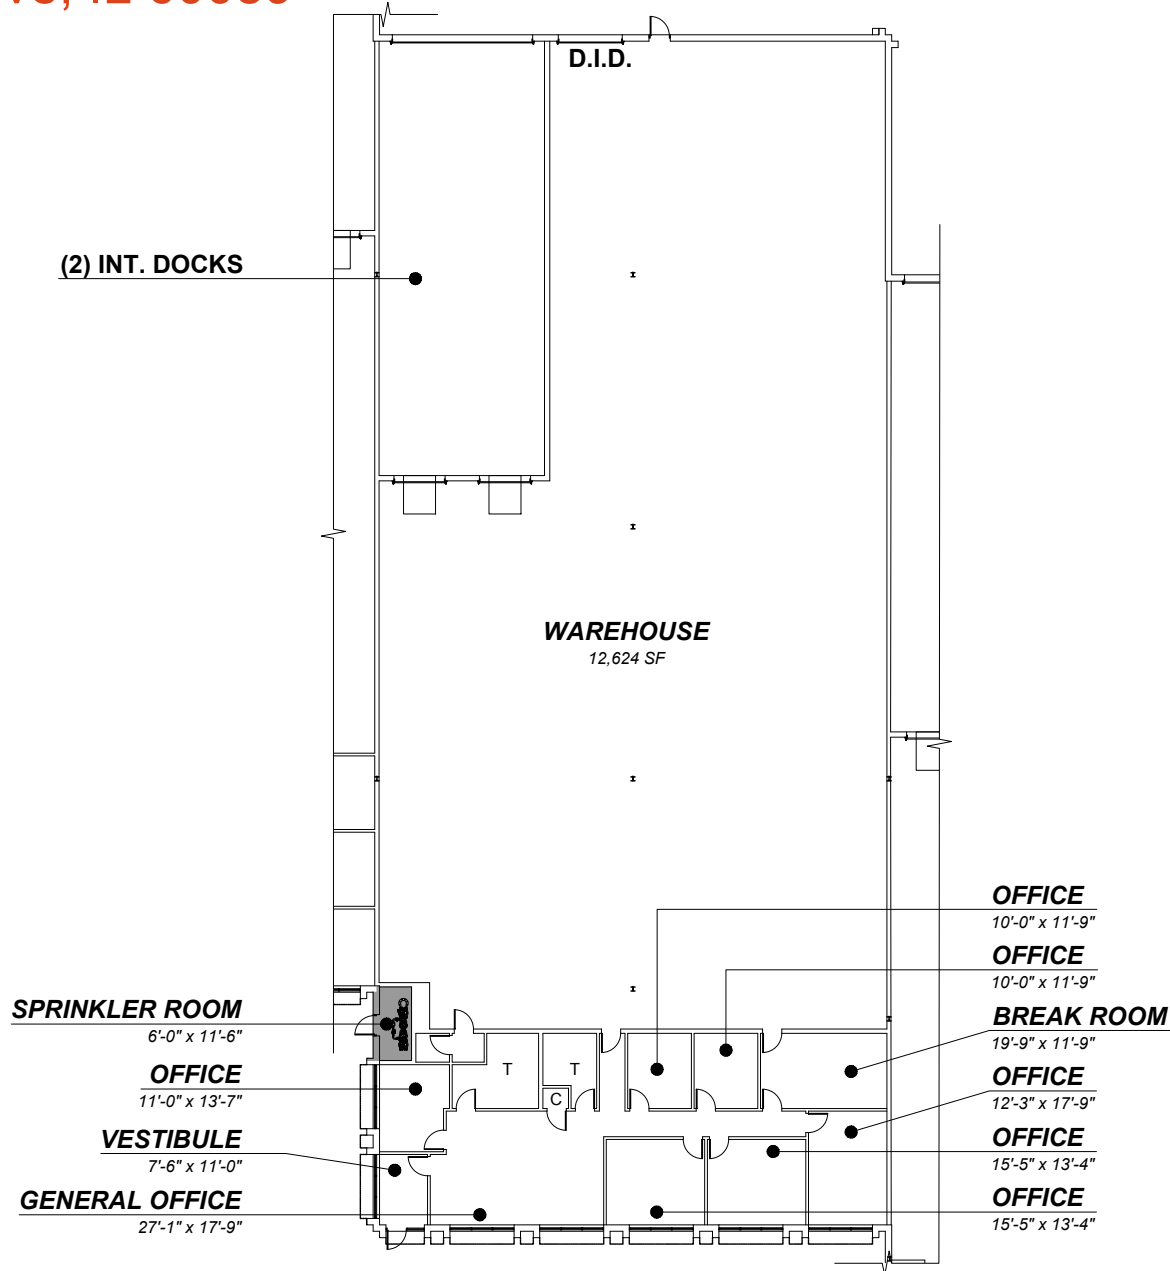 D.I.D.
(2) INT. DOCKS
WAREHOUSE
12,624 SF
OFFICE
10'-0" x 11'-9"
OFFICE
10'-0" x 11'-9"
SPRINKLER ROOM
6'-0" x 11'-6"
BREAK ROOM
19'-9" x 11'-9"
OFFICE
11'-0" x 13'-7"
T
T
C
OFFICE
12'-3" x 17'-9"
VESTIBULE
7'-6" x 11'-0"
OFFICE
15'-5" x 13'-4"
GENERAL OFFICE
27'-1" x 17'-9"
OFFICE
15'-5" x 13'-4"